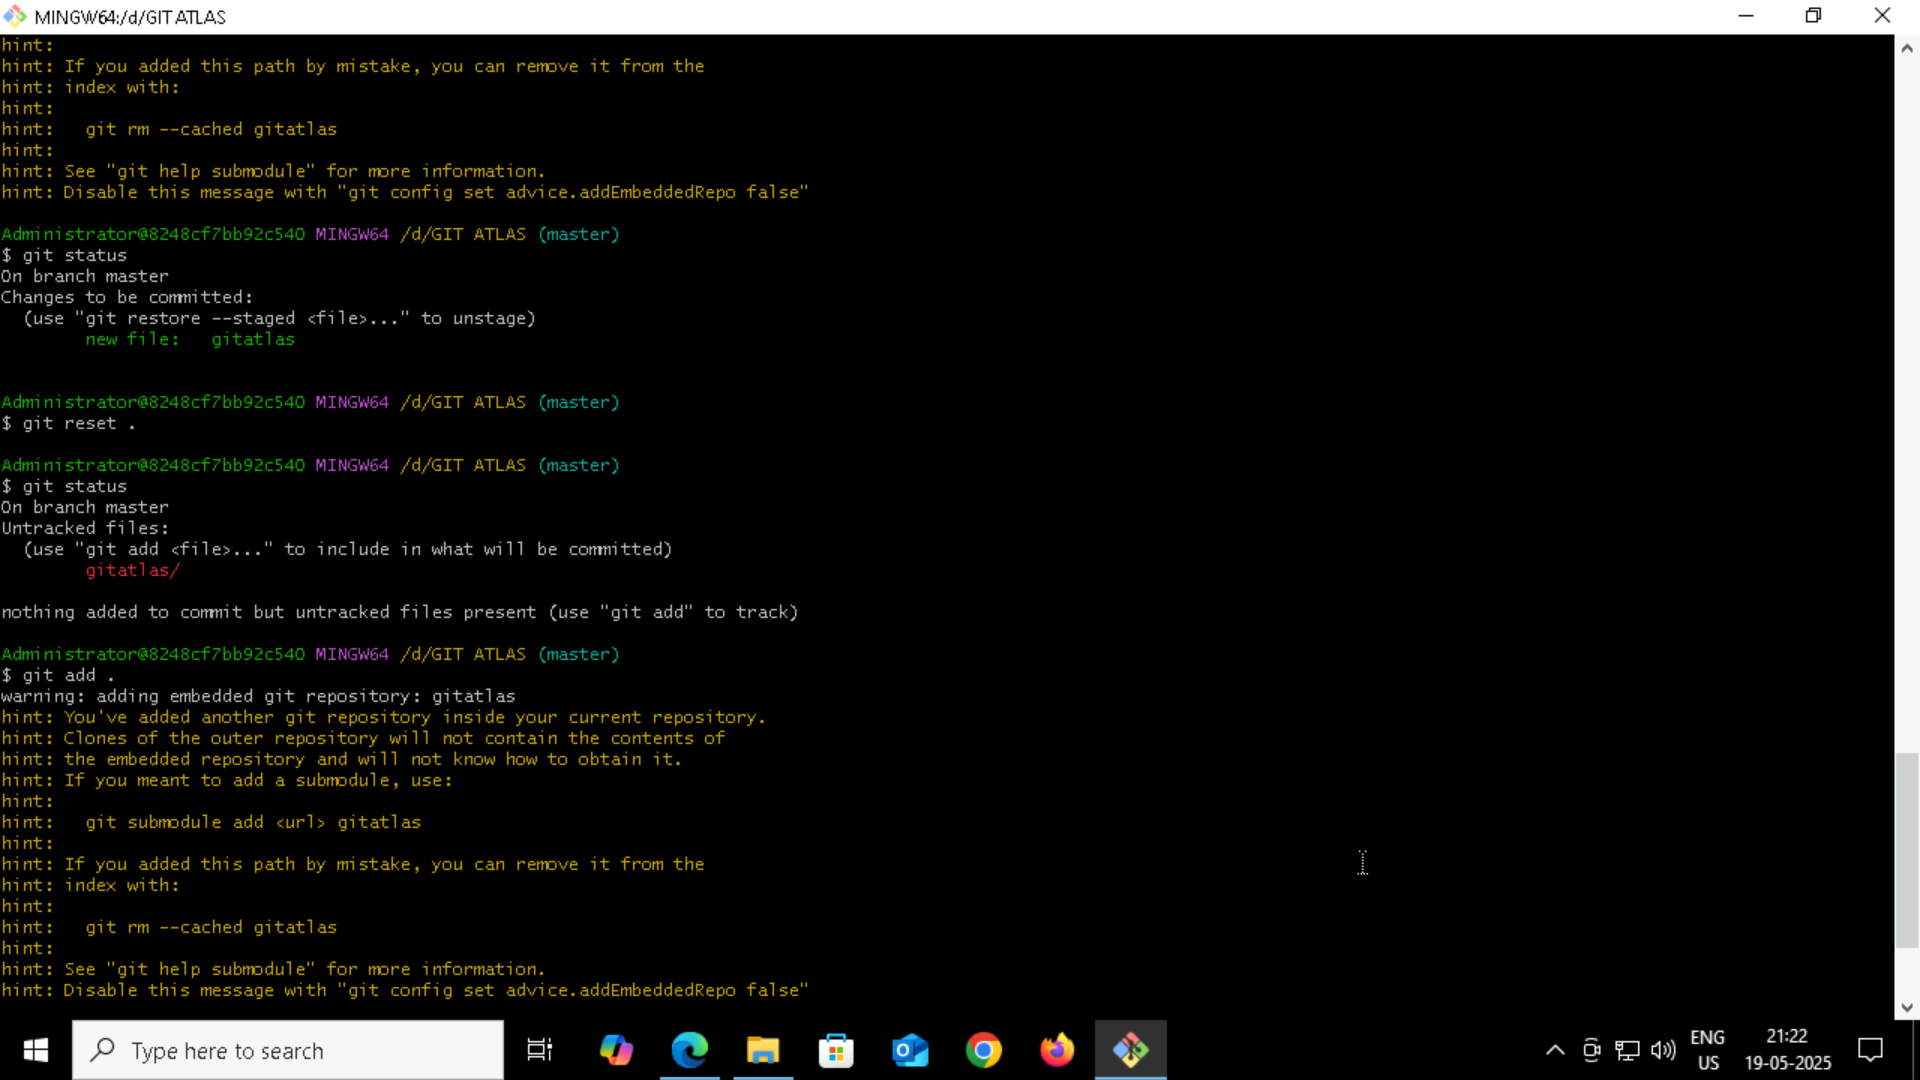 MINGW64:/d/GIT ATLAS
hint:
hint: If you added this path by mistake, you can remove it from the
hint: index with:
hint:
hint:   git rm --cached gitatlas
hint:
hint: See "git help submodule" for more information.
hint: Disable this message with "git config set advice.addEmbeddedRepo false"
Administrator@8248cf7bb92c540 MINGW64 /d/GIT ATLAS (master)
$ git status
On branch master
Changes to be committed:
  (use "git restore --staged <file>..." to unstage)
        new file:   gitatlas
Administrator@8248cf7bb92c540 MINGW64 /d/GIT ATLAS (master)
$ git reset .
Administrator@8248cf7bb92c540 MINGW64 /d/GIT ATLAS (master)
$ git status
On branch master
Untracked files:
  (use "git add <file>..." to include in what will be committed)
        gitatlas/
nothing added to commit but untracked files present (use "git add" to track)
Administrator@8248cf7bb92c540 MINGW64 /d/GIT ATLAS (master)
$ git add .
warning: adding embedded git repository: gitatlas
hint: You've added another git repository inside your current repository.
hint: Clones of the outer repository will not contain the contents of
hint: the embedded repository and will not know how to obtain it.
hint: If you meant to add a submodule, use:
hint:
hint:   git submodule add <url> gitatlas
hint:
hint: If you added this path by mistake, you can remove it from the
hint: index with:
hint:
hint:   git rm --cached gitatlas
hint:
hint: See "git help submodule" for more information.
hint: Disable this message with "git config set advice.addEmbeddedRepo false"
Type here to search
ENG
US
21:22
19-05-2025